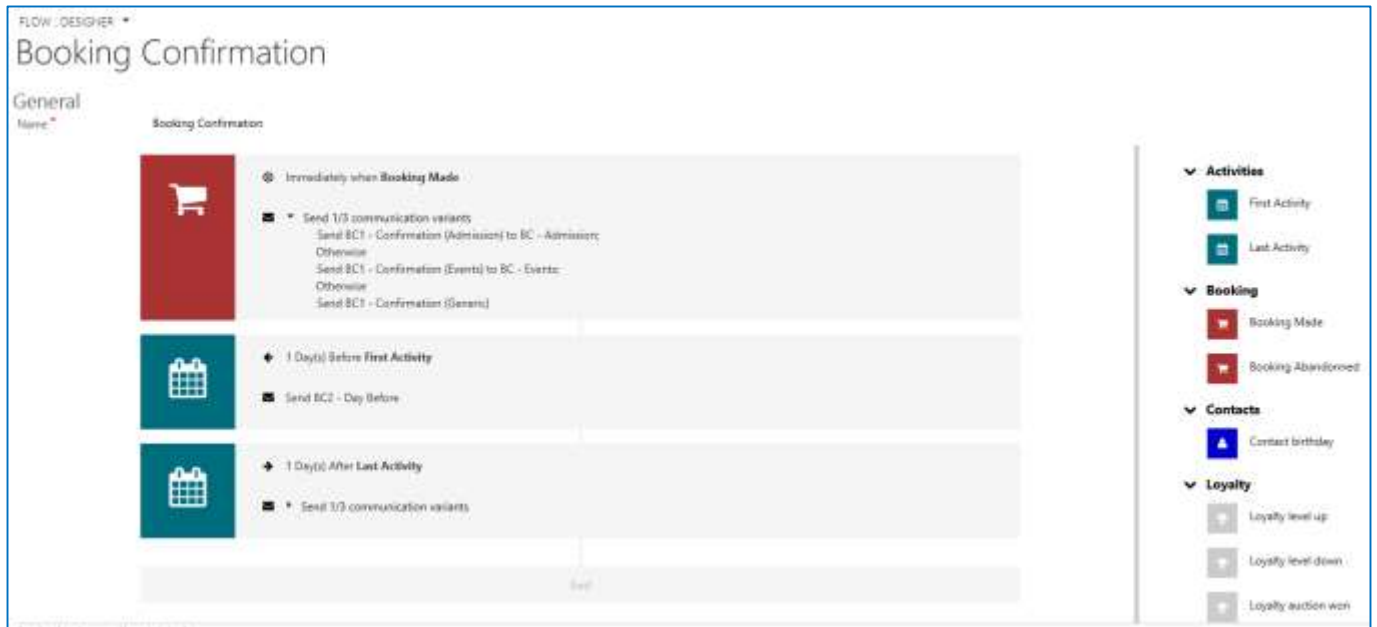 FLOW : DESIGNER
Booking Confirmation
General
Name *
Booking Confirmation
Immediately when Booking Made
Send 1/3 communication variants
Send BC1 - Confirmation (Admission) to BC - Admission;
Otherwise
Send BC1 - Confirmation (Events) to BC - Events;
Otherwise
Send BC1 - Confirmation (Generic)
1 Day(s) Before First Activity
Send BC2 - Day Before
1 Day(s) After Last Activity
Send 1/3 communication variants
End
Activities
First Activity
Last Activity
Booking
Booking Made
Booking Abandonned
Contacts
Contact birthday
Loyalty
Loyalty level up
Loyalty level down
Loyalty auction won